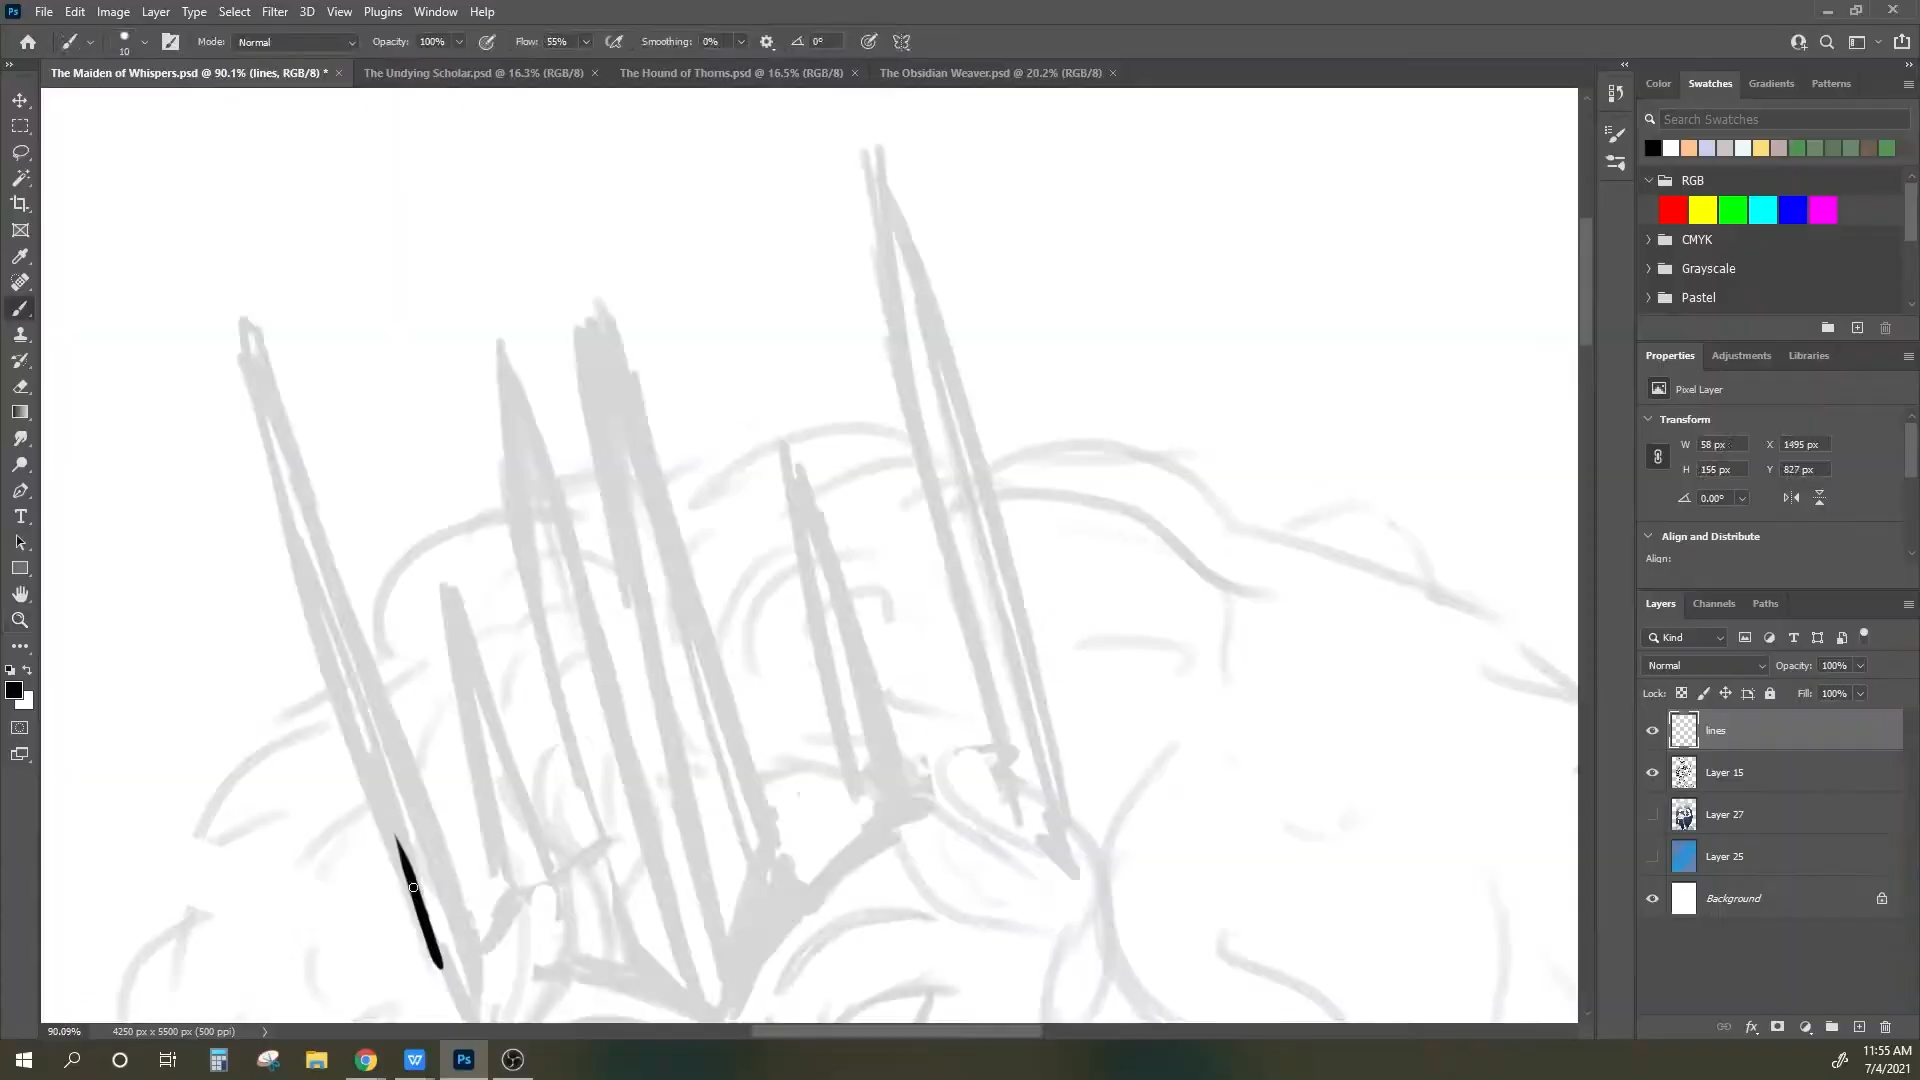 File Edit Image Layer Type Select Filter 3D View Plugins Window Help
10 Mode: Normal Opacity: 100% Flow: 55% Smoothing: 0% 0°
The Maiden of Whispers.psd @ 90.1% (lines, RGB/8) * The Undying Scholar.psd @ 16.3% (RGB/8) The Hound of Thorns.psd @ 16.5% (RGB/8) The Obsidian Weaver.psd @ 20.2% (RGB/8)
Color Swatches Gradients Patterns
Search Swatches
RGB
CMYK
Grayscale
Pastel
Properties Adjustments Libraries
Pixel Layer
Transform
W 58 px X 1495 px
H 155 px Y 827 px
0.00°
Align and Distribute
Align:
Layers Channels Paths
Kind
Normal Opacity: 100%
Lock: Fill: 100%
lines
Layer 15
Layer 27
Layer 25
Background
90.09% 4250 px x 5500 px (500 ppi)
Ps
11:55 AM
7/4/2021